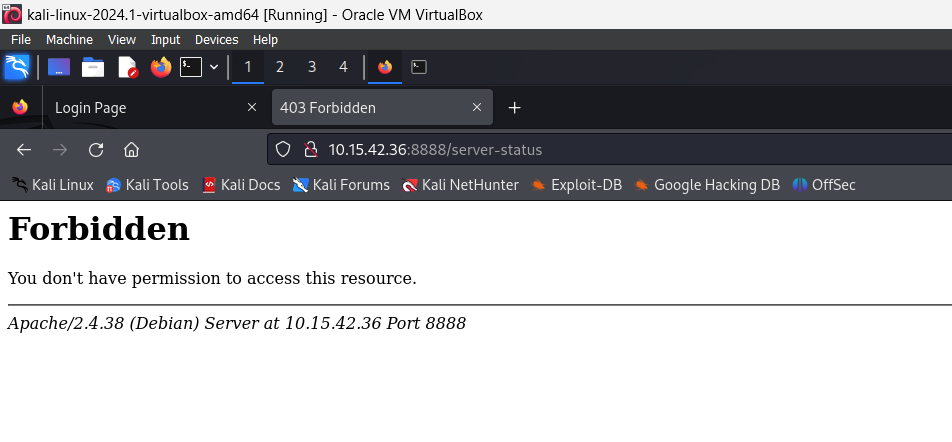 kali-linux-2024.1-virtualbox-amd64 [Running] - Oracle VM VirtualBox
File Machine View Input Devices Help
1 2 3 4
Login Page 403 Forbidden
10.15.42.36:8888/server-status
Kali Linux Kali Tools Kali Docs Kali Forums Kali NetHunter Exploit-DB Google Hacking DB OffSec
Forbidden
You don't have permission to access this resource.
Apache/2.4.38 (Debian) Server at 10.15.42.36 Port 8888